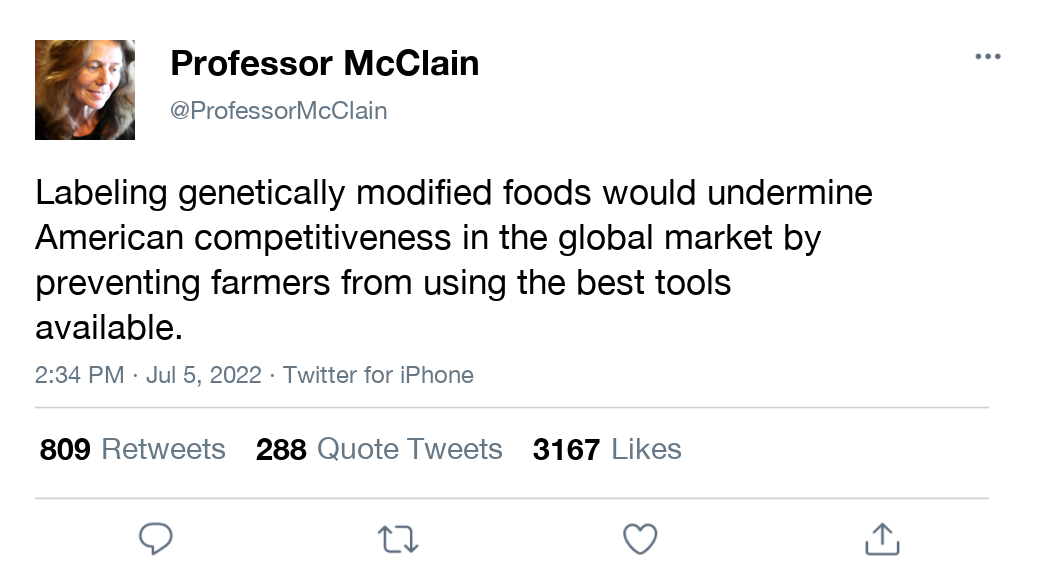 Professor McClain
@ProfessorMcClain
Labeling genetically modified foods would undermine
American competitiveness in the global market by
preventing farmers from using the best tools
available.
2:34 PM · Jul 5, 2022 · Twitter for iPhone
809 Retweets 288 Quote Tweets 3167 Likes